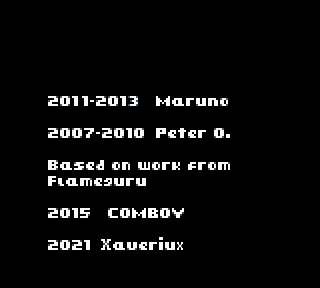 2011-2013 Maruno
2007-2010 Peter O.
Based on work from
Flameguru
2015 COMBOY
2021 Xaveriux